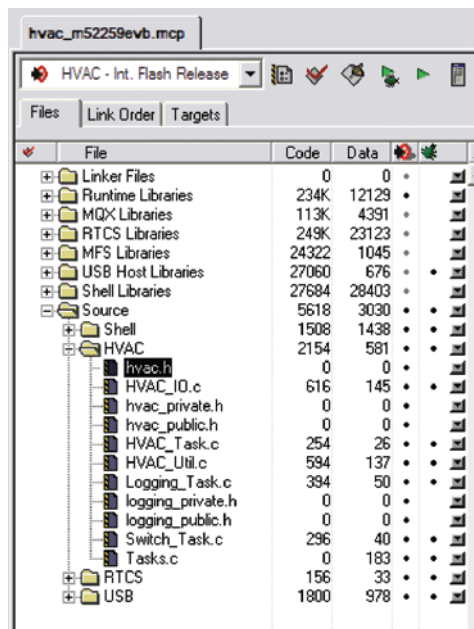 hvac_m52259evb.mcp
HVAC - Int. Flash Release
Files Link Order Targets
File Code Data
Linker Files 0 0
Runtime Libraries 234K 12129
MQX Libraries 113K 4391
RTCS Libraries 249K 23123
MFS Libraries 24322 1045
USB Host Libraries 27060 676
Shell Libraries 27684 28403
Source 5618 3030
Shell 1508 1438
HVAC 2154 581
hvac.h 0 0
HVAC_IO.c 616 145
hvac_private.h 0 0
hvac_public.h 0 0
HVAC_Task.c 254 26
HVAC_Util.c 594 137
Logging_Task.c 394 50
logging_private.h 0 0
logging_public.h 0 0
Switch_Task.c 296 40
Tasks.c 0 183
RTCS 156 33
USB 1800 978